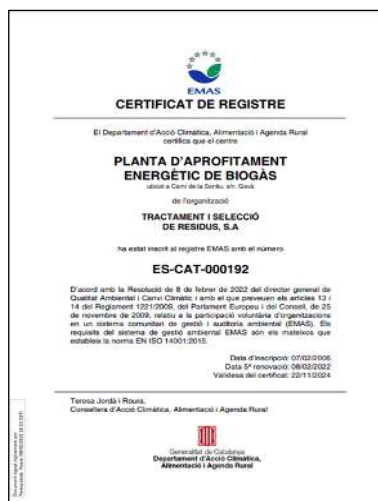 EMAS
CERTIFICAT DE REGISTRE
El Departament d'Acció Climàtica, Alimentació i Agenda Rural
certifica que el centre
PLANTA D'APROFITAMENT
ENERGÈTIC DE BIOGÀS
ubicat a Camí de la Sentiu, s/n. Gavà
de l'organització
TRACTAMENT I SELECCIÓ
DE RESIDUS, S.A
ha estat inscrit al registre EMAS amb el número
ES-CAT-000192
D'acord amb la Resolució de 8 de febrer de 2022 del director general de
Qualitat Ambiental i Canvi Climàtic i amb el que preveuen els articles 13 i
14 del Reglament 1221/2009, del Parlament Europeu i del Consell, de 25
de novembre de 2009, relatiu a la participació voluntària d'organitzacions
en un sistema comunitari de gestió i auditoria ambiental (EMAS). Els
requisits del sistema de gestió ambiental EMAS són els mateixos que
estableix la norma EN ISO 14001:2015.
Data d'inscripció: 07/02/2006
Data 5ª renovació: 08/02/2022
Validesa del certificat: 22/11/2024
Teresa Jordà i Roura.
Consellera d'Acció Climàtica, Alimentació i Agenda Rural
Generalitat de Catalunya
Departament d'Acció Climàtica,
Alimentació i Agenda Rural